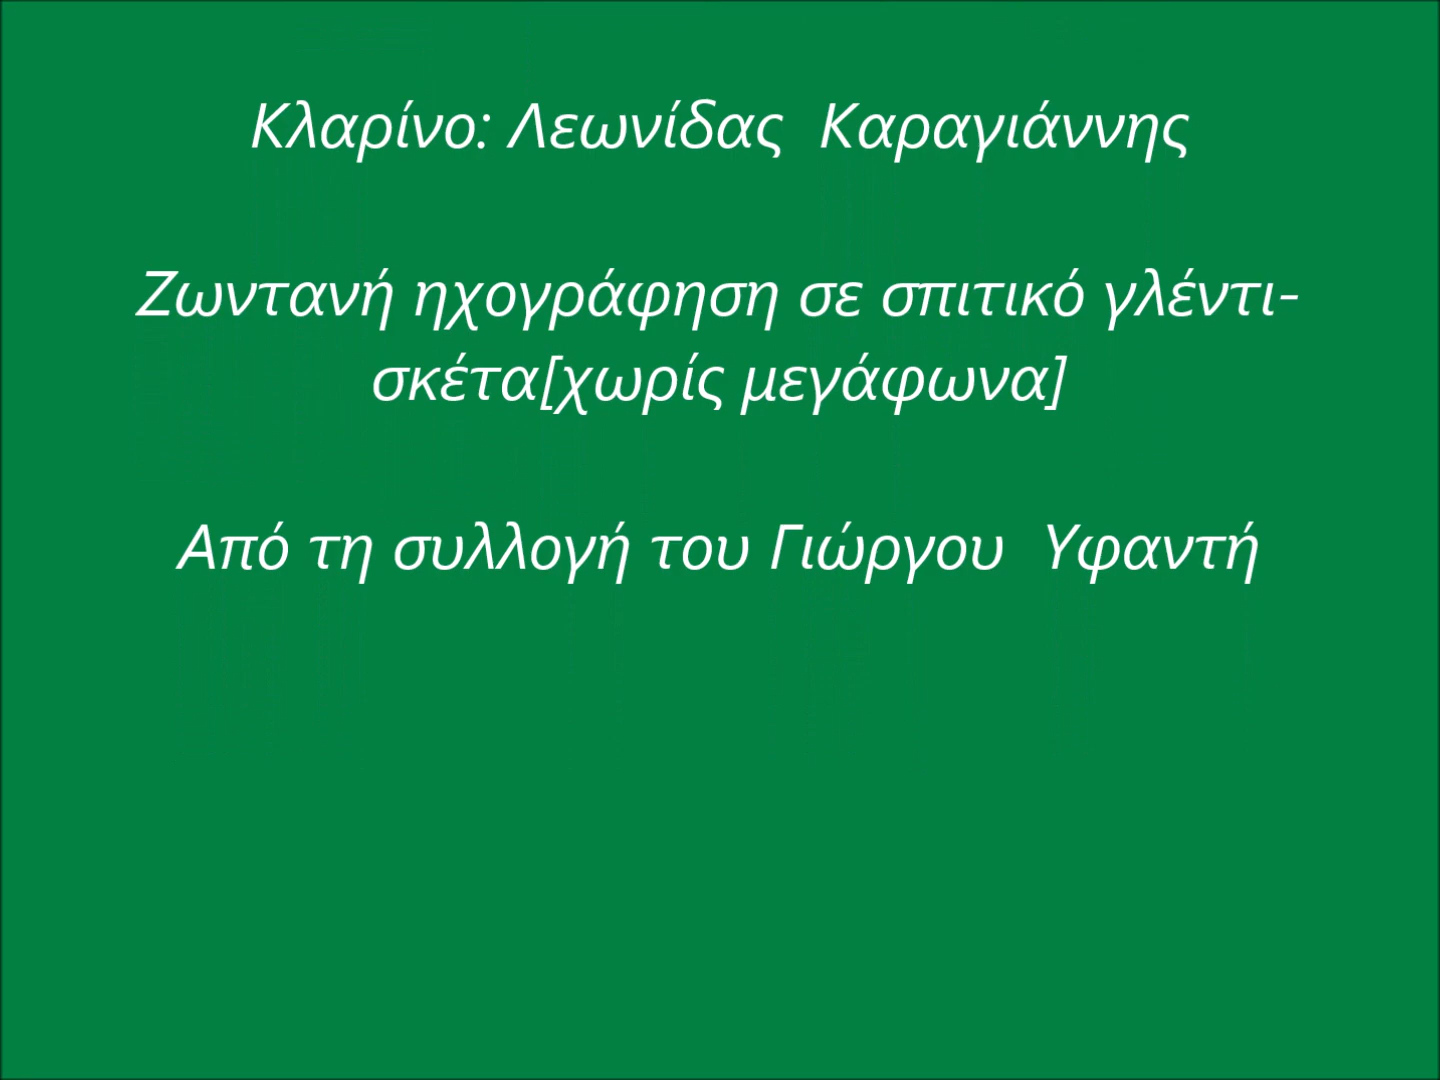 Κλαρίνο: Λεωνίδας  Καραγιάννης
Ζωντανή ηχογράφηση σε σπιτικό γλέντι-
σκέτα[χωρίς μεγάφωνα]
Από τη συλλογή του Γιώργου  Υφαντή